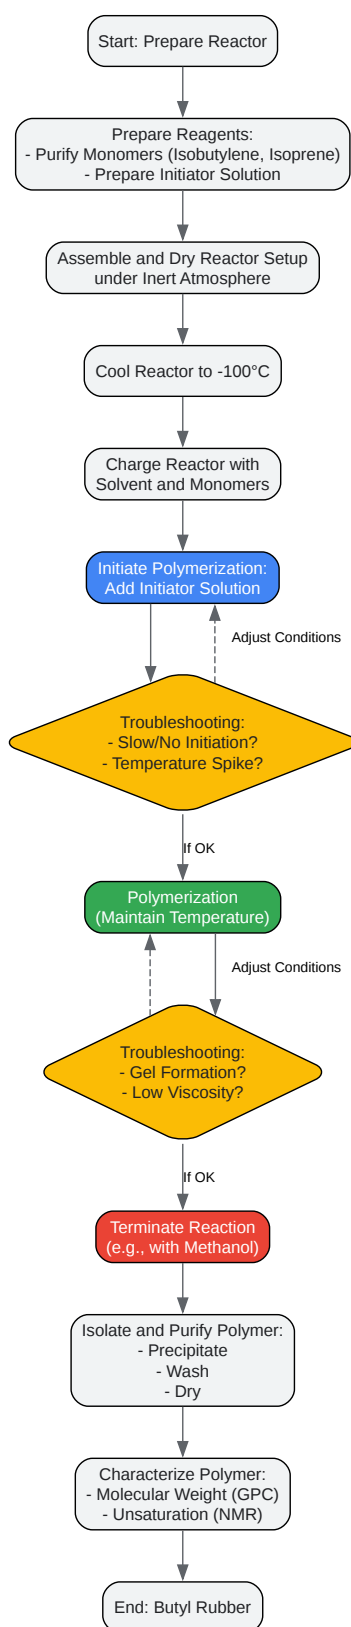 Start: Prepare Reactor
Prepare Reagents:
- Purify Monomers (Isobutylene, Isoprene)
- Prepare Initiator Solution
Assemble and Dry Reactor Setup
under Inert Atmosphere
Cool Reactor to -100°C
Charge Reactor with
Solvent and Monomers
Initiate Polymerization:
Add Initiator Solution
Adjust Conditions
Troubleshooting:
- Slow/No Initiation?
- Temperature Spike?
If OK
Polymerization
(Maintain Temperature)
Adjust Conditions
Troubleshooting:
- Gel Formation?
- Low Viscosity?
If OK
Terminate Reaction
(e.g., with Methanol)
Isolate and Purify Polymer:
- Precipitate
- Wash
- Dry
Characterize Polymer:
- Molecular Weight (GPC)
- Unsaturation (NMR)
End: Butyl Rubber